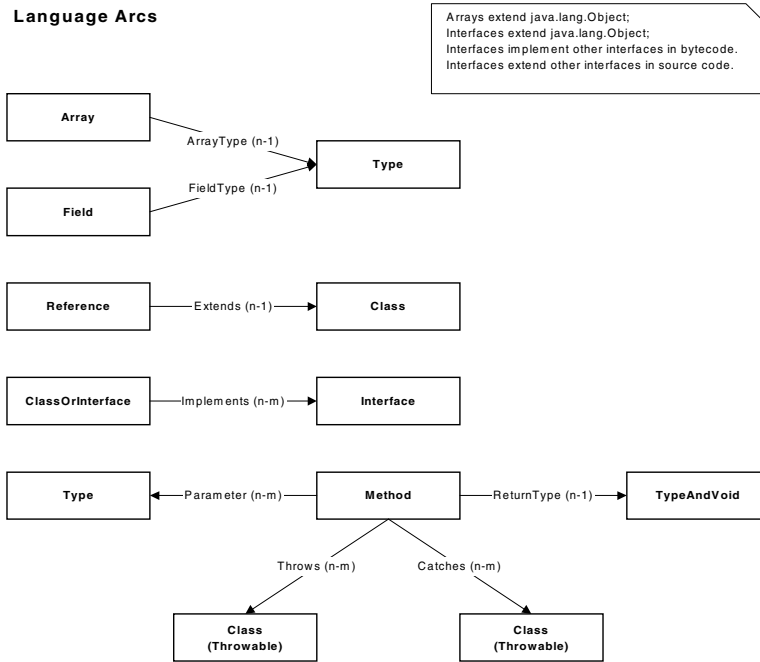 Language Arcs
Arrays extend java.lang.Object;
Interfaces extend java.lang.Object;
Interfaces implement other interfaces in bytecode.
Interfaces extend other interfaces in source code.
Array
ArrayType (n-1)
Type
FieldType (n-1)
Field
Reference
Extends (n-1)
Class
ClassOrInterface
Implements (n-m)
Interface
Type
Parameter (n-m)
Method
ReturnType (n-1)
TypeAndVoid
Throws (n-m)
Catches (n-m)
Class
(Throwable)
Class
(Throwable)